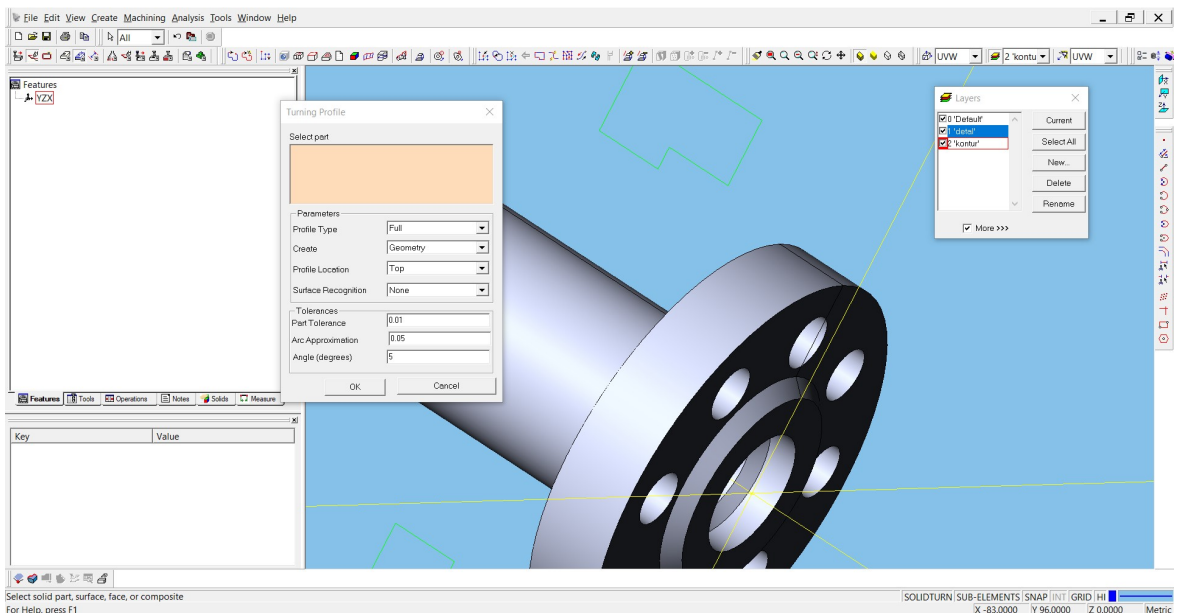 File Edit View Create Machining Analysis Tools Window Help
All
UVW
2 'kontu
UVW
Features
YZX
Turning Profile
Select part
Parameters
Profile Type Full
Create Geometry
Profile Location Top
Surface Recognition None
Tolerances
Part Tolerance 0.01
Arc Approximation 0.05
Angle (degrees) 5
OK Cancel
Layers
0 'Default' Current
1 'detal' Select All
2 'kontur'
New...
Delete
Rename
More >>>
Features Tools Operations Notes Solids Measure
Key Value
Select solid part, surface, face, or composite
SOLIDTURN SUB-ELEMENTS SNAP INT GRID HI
For Help, press F1
X -83.0000 Y 96.0000 Z 0.0000 Metric